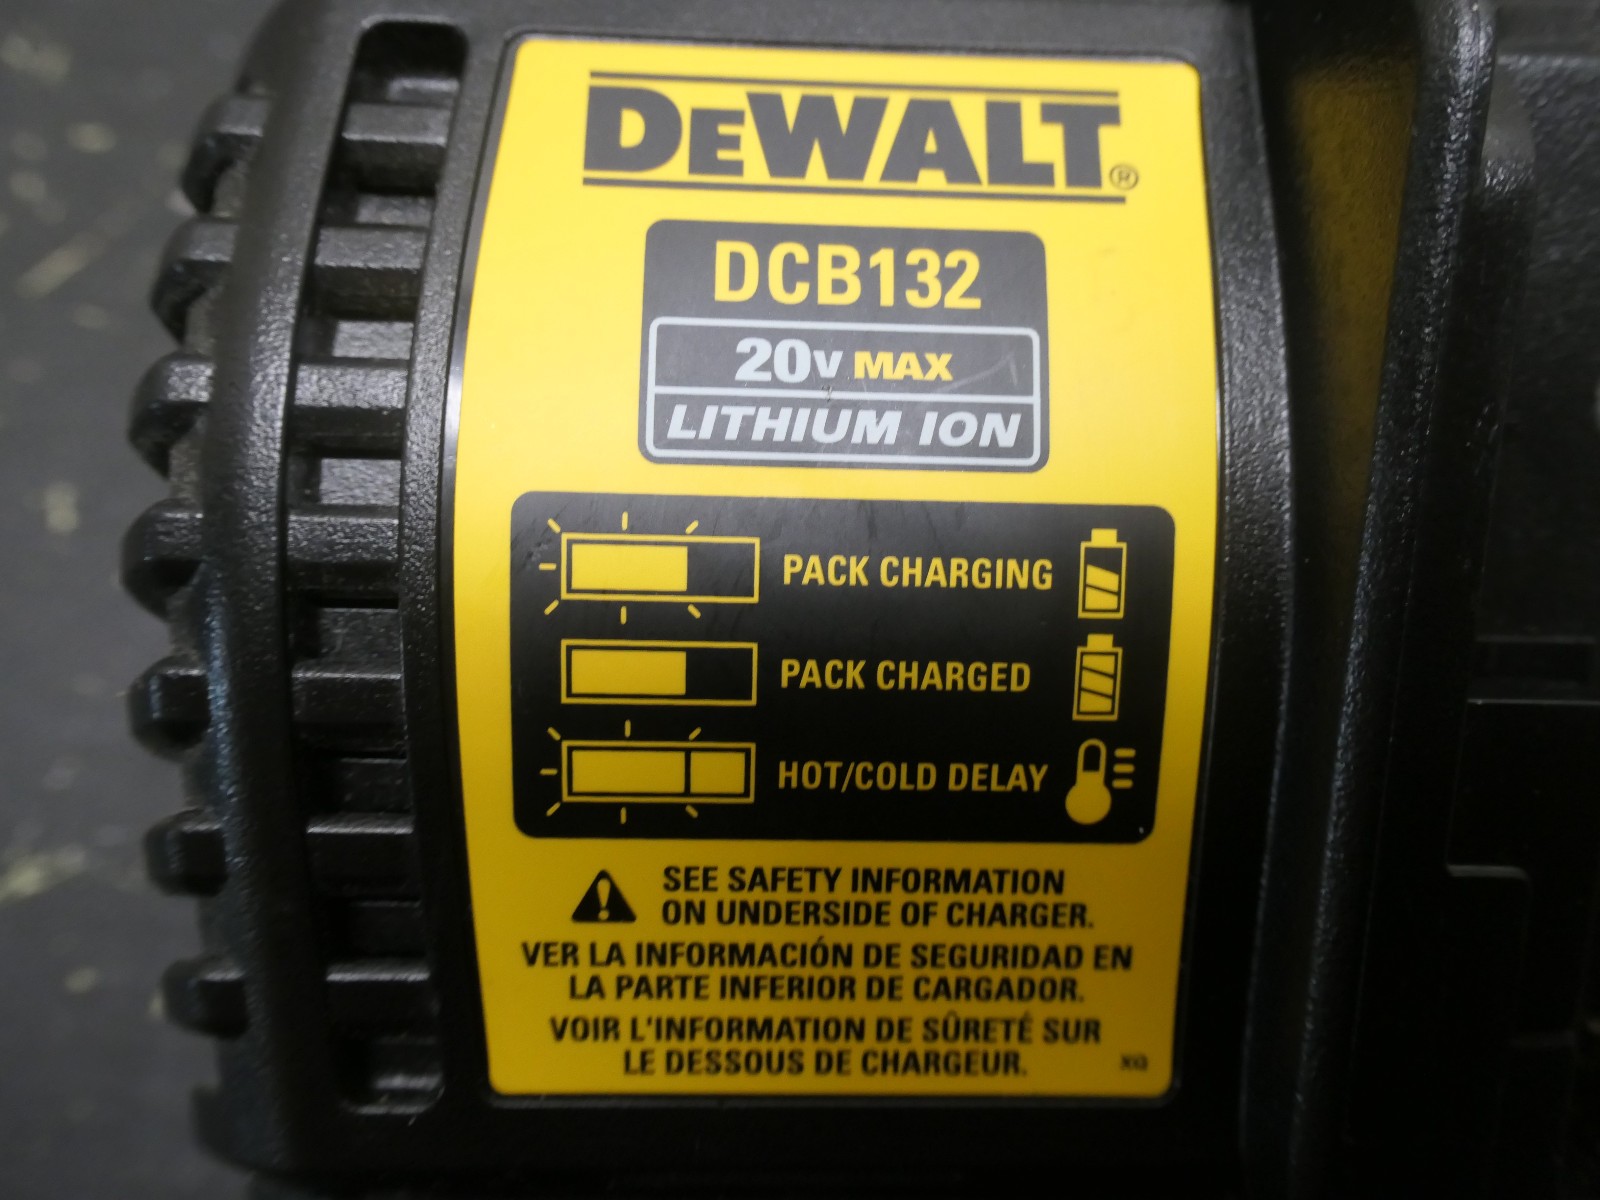 DEWALT®
DCB132
20V MAX
LITHIUM ION
PACK CHARGING
PACK CHARGED
HOT/COLD DELAY
SEE SAFETY INFORMATION
ON UNDERSIDE OF CHARGER.
VER LA INFORMACIÓN DE SEGURIDAD EN
LA PARTE INFERIOR DE CARGADOR.
VOIR L'INFORMATION DE SÛRETÉ SUR
LE DESSOUS DE CHARGEUR.